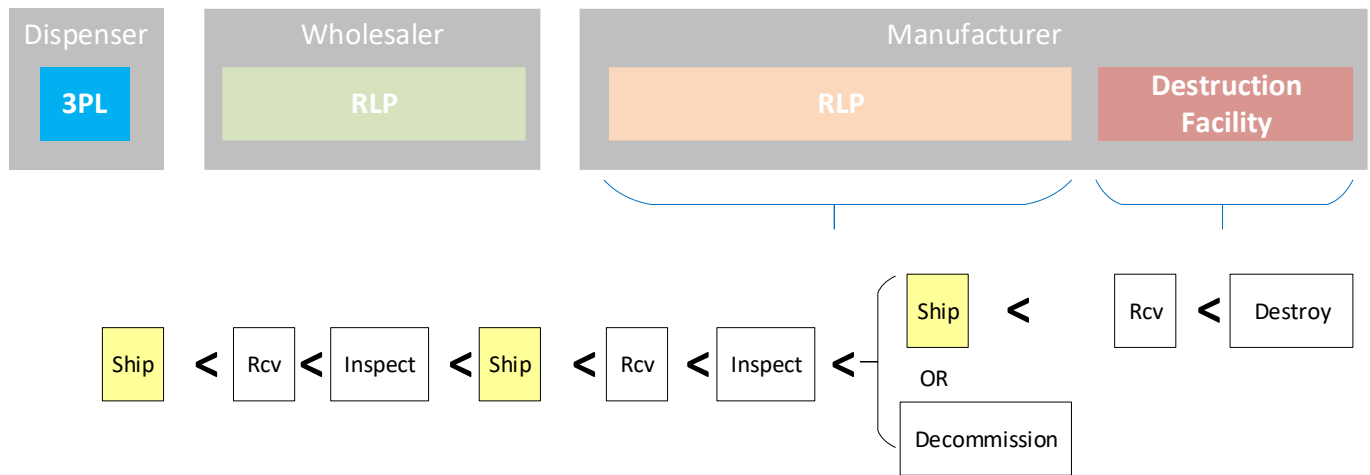 Dispenser
Wholesaler
Manufacturer
3PL
RLP
RLP
Destruction
Facility
Ship < Rcv < Destroy
Ship < Rcv < Inspect < Ship < Rcv < Inspect <
OR
Decommission